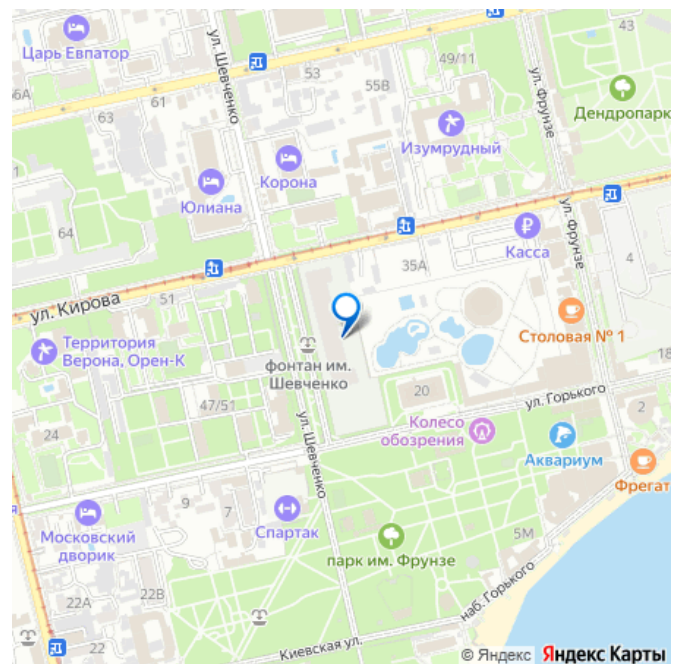 Царь Евпатор
66А
63
61
ул. Шевченко
53
55В
49/11
43
ул. Фрунзе
Дендропарк
Изумрудный
Корона
Юлиана
64
ул. Кирова
51
35А
Касса
ул. Фрунзе
4
Территория
Верона, Орен-К
фонтан им.
Шевченко
Столовая № 1
18
47/51
24
20
ул. Горького
2
ул. Шевченко
Колесо
обозрения
Аквариум
Фрегат
9
7
Спартак
Московский
дворик
5М
парк им. Фрунзе
22А
22В
22
наб. Горького
Киевская ул.
© Яндекс Яндекс Карты